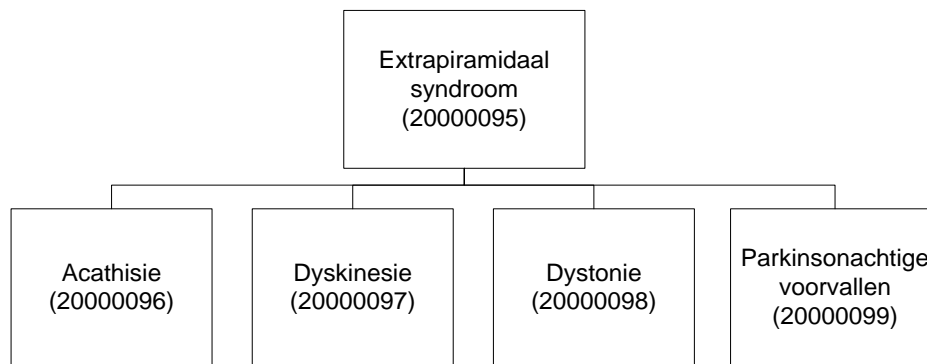 Extrapiramidaal
syndroom
(20000095)
Acathisie
(20000096)
Dyskinesie
(20000097)
Dystonie
(20000098)
Parkinsonachtige
voorvallen
(20000099)